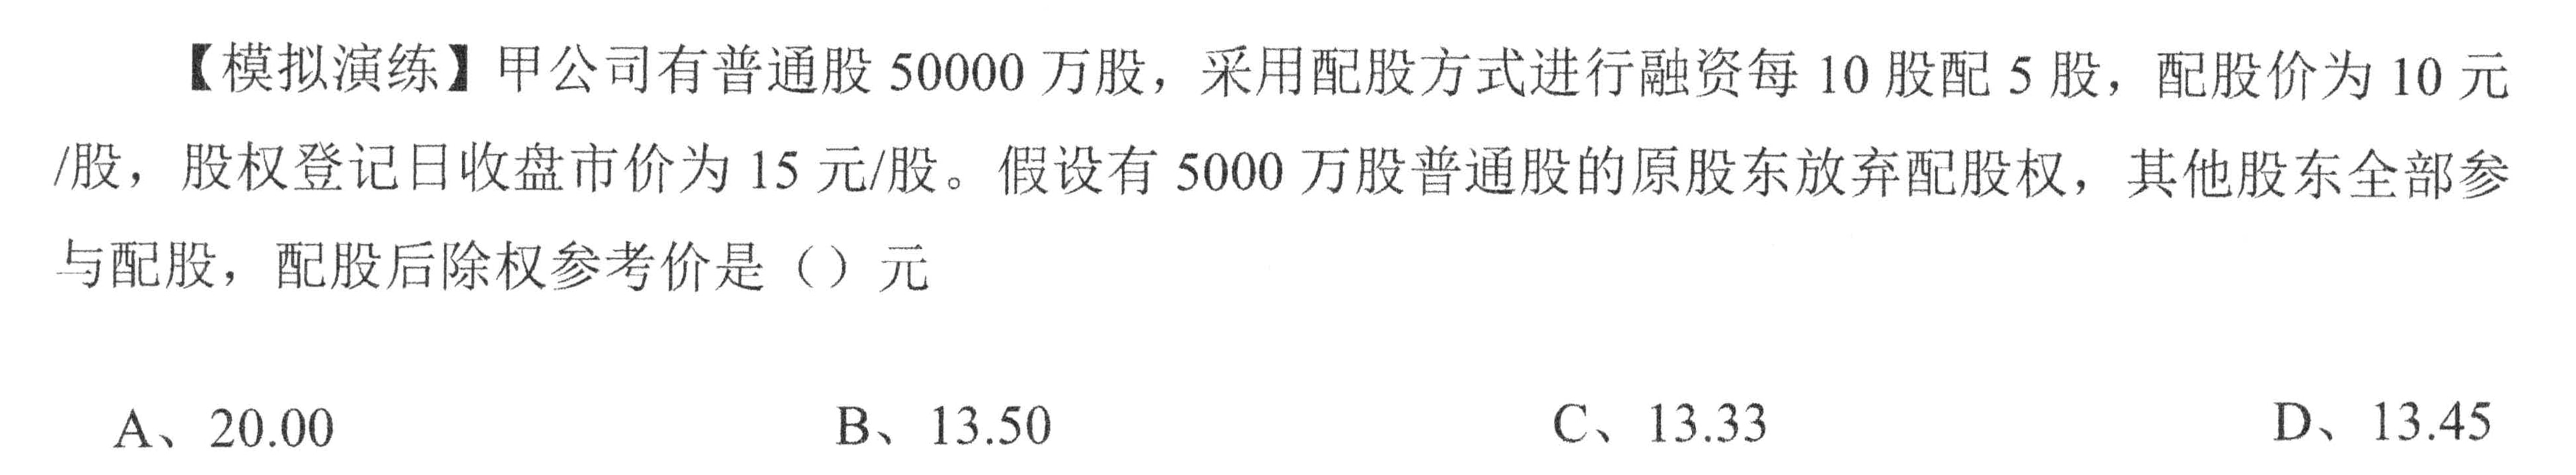 【模拟演练】甲公司有普通股 50000 万股，采用配股方式进行融资每 10 股配 5 股，配股价为 10 元
/股，股权登记日收盘市价为 15 元/股。假设有 5000 万股普通股的原股东放弃配股权，其他股东全部参
与配股，配股后除权参考价是（）元
A、20.00 B、13.50 C、13.33 D、13.45